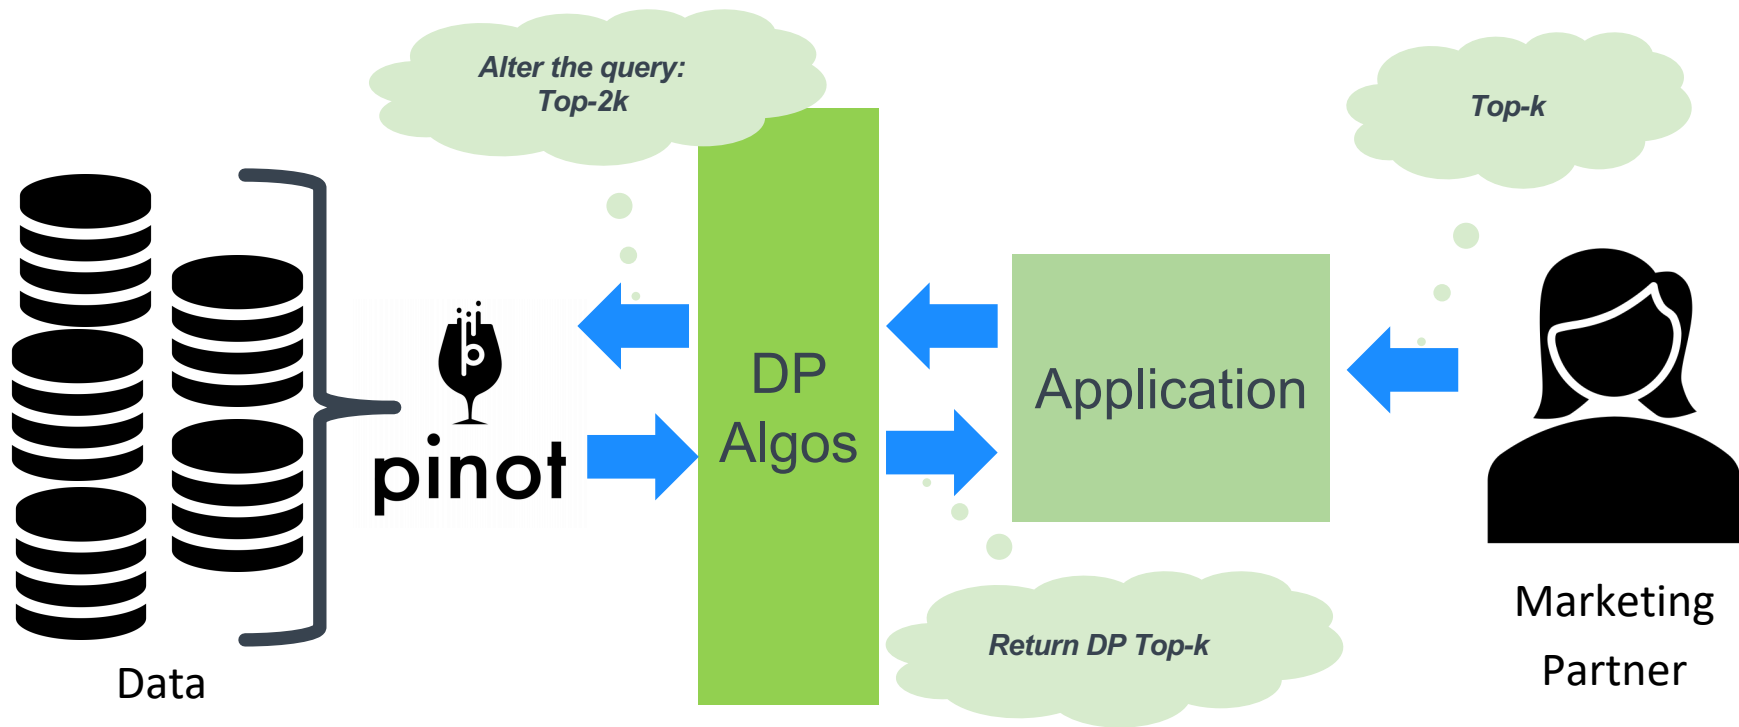 Alter the query:
Top-2k
Top-k
pinot
DP
Algos
Application
Return DP Top-k
Data
Marketing
Partner